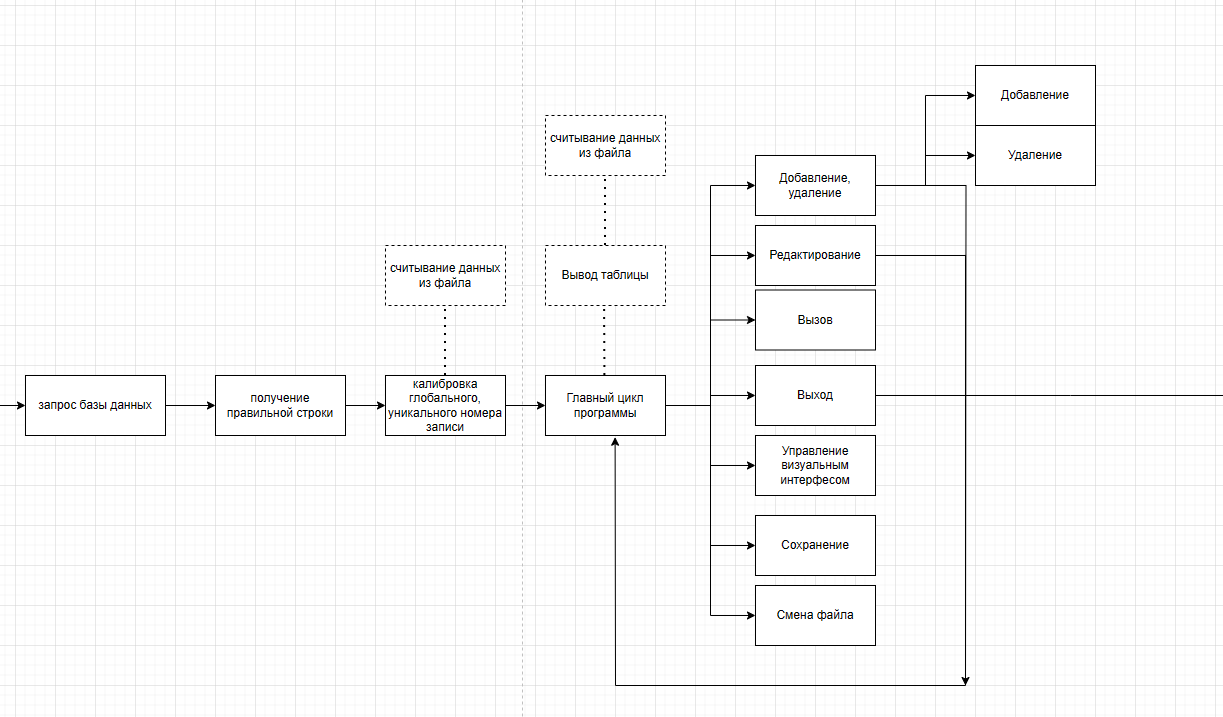 запрос базы данных
получение
правильной строки
считывание данных
из файла
калибровка
глобального,
уникального номера
записи
считывание данных
из файла
Вывод таблицы
Главный цикл
программы
Добавление,
удаление
Редактирование
Вызов
Выход
Управление
визуальным
интерфесом
Сохранение
Смена файла
Добавление
Удаление